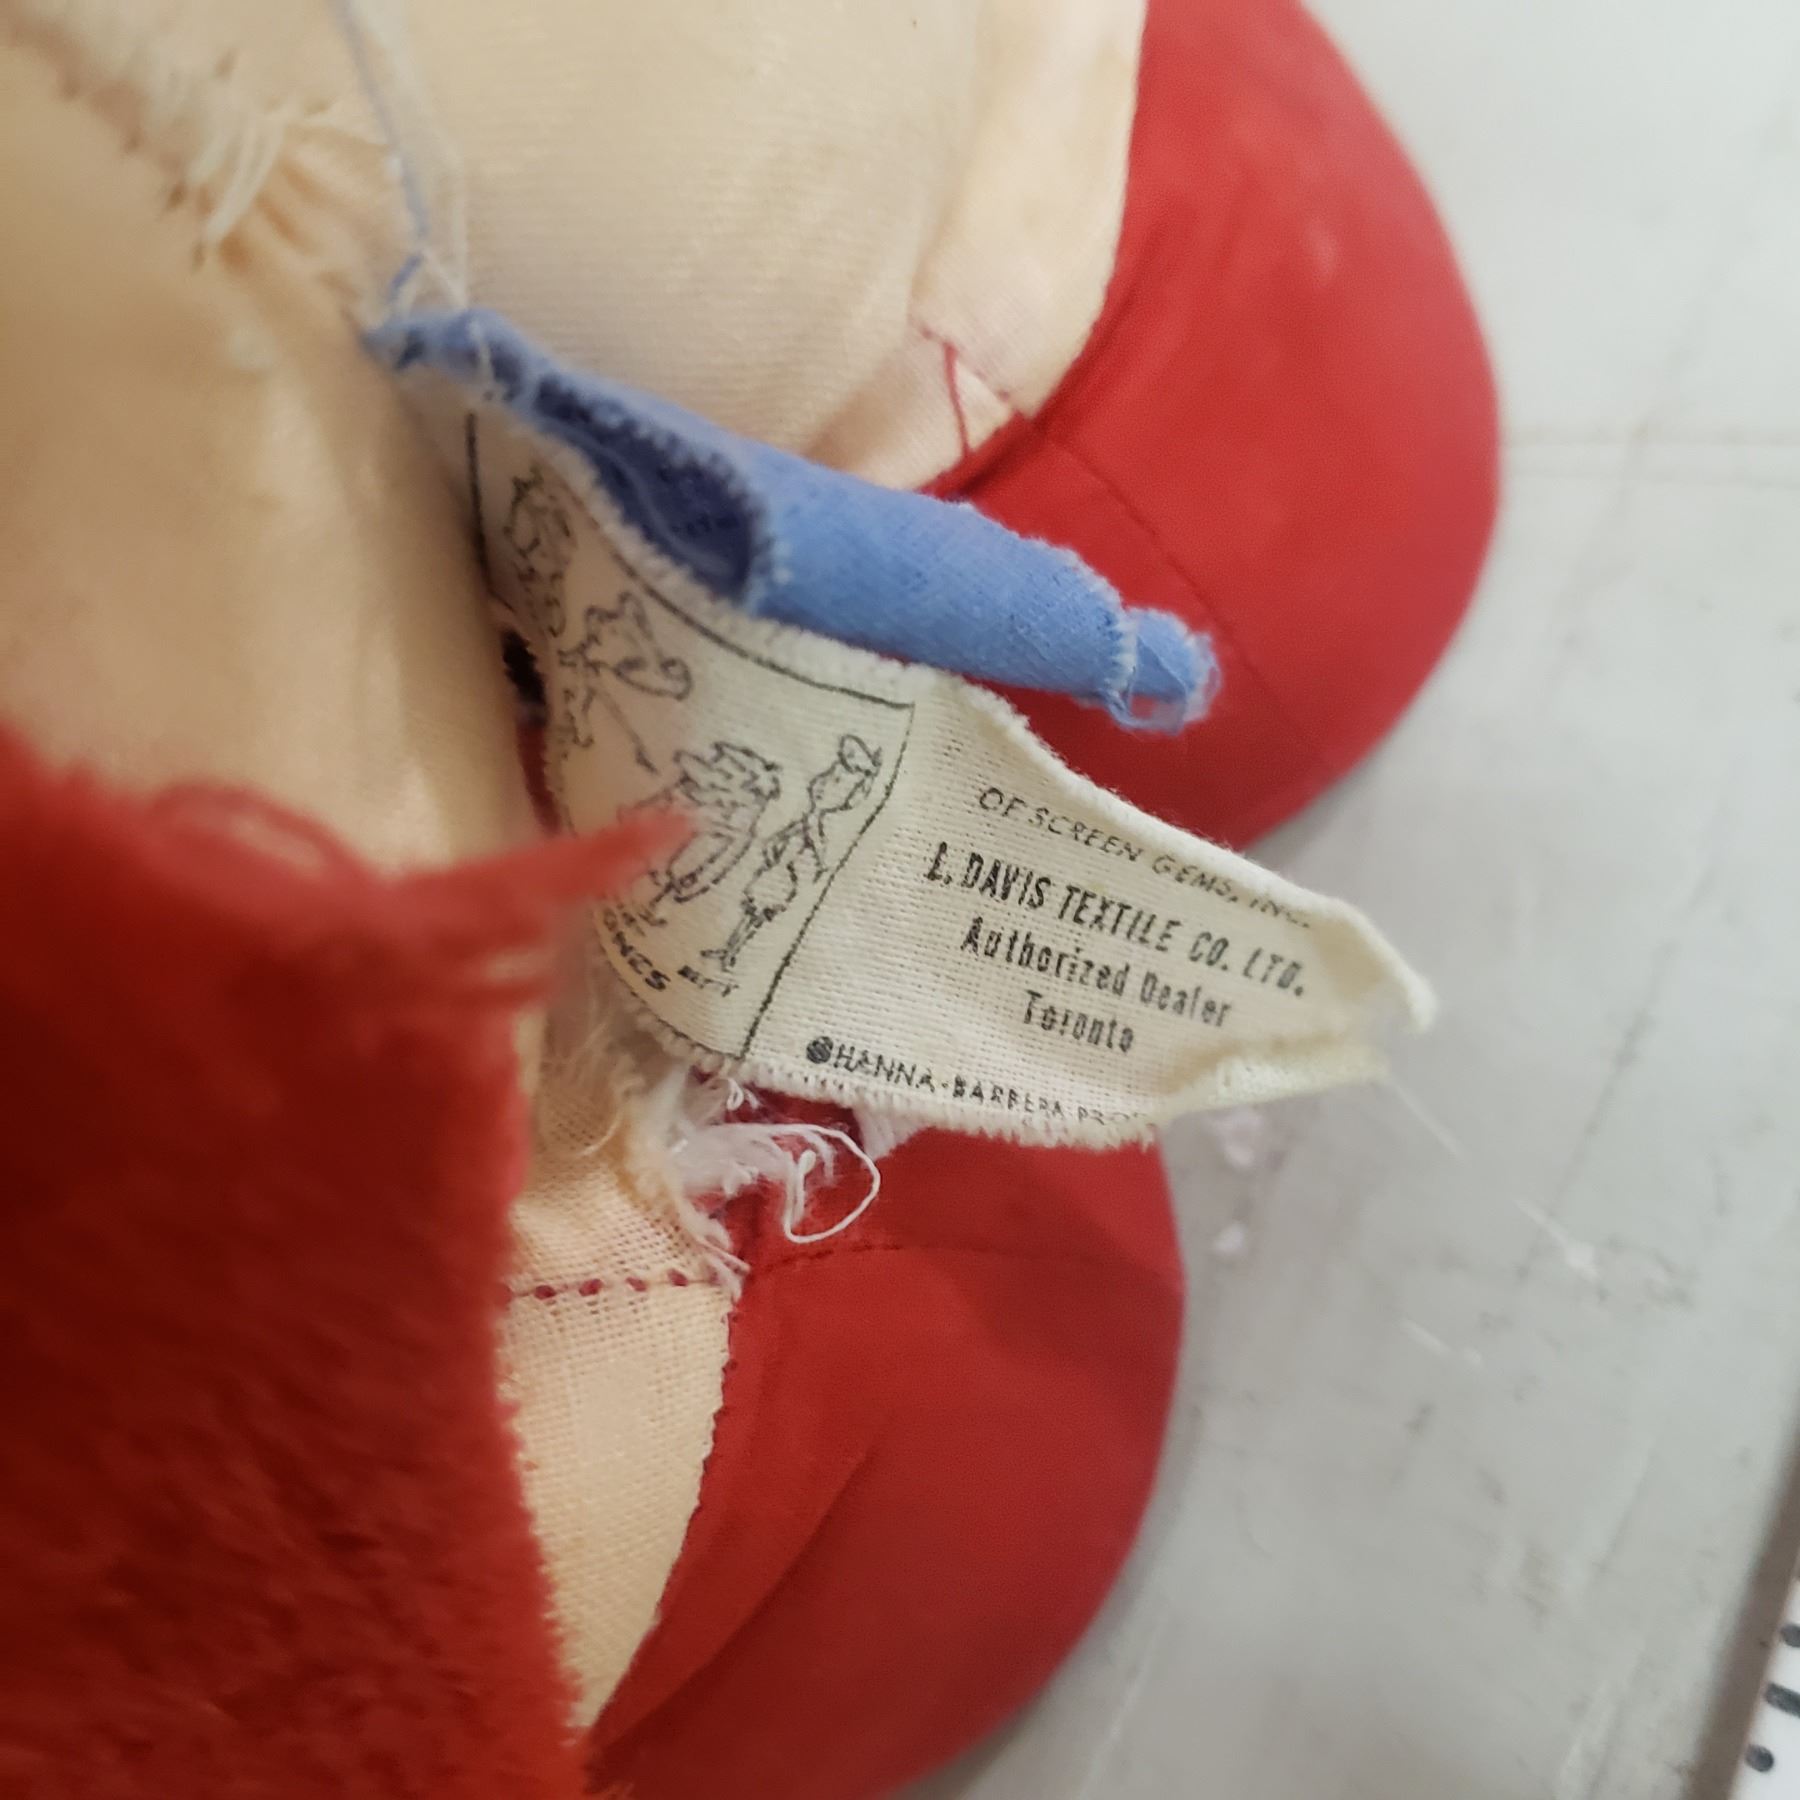 OF SCREEN GEMS, INC.
L. DAVIS TEXTILE CO. LTD.
Authorized Dealer
Toronto
HANNA-BARBERA